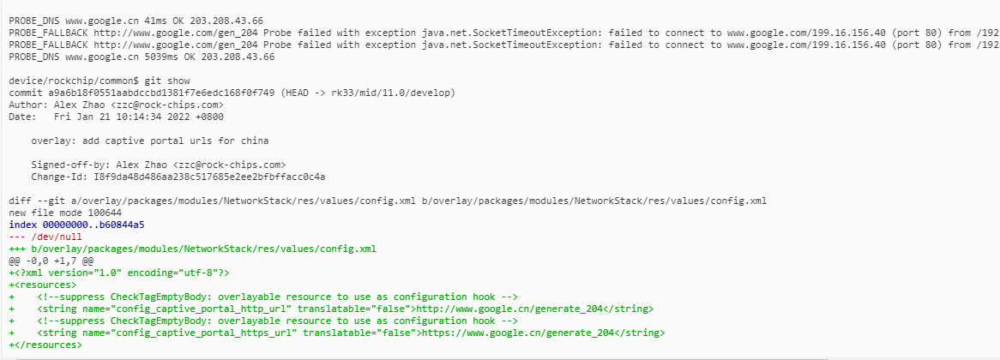 PROBE_DNS www.google.cn 41ms OK 203.208.43.66
PROBE_FALLBACK http://www.google.com/gen_204 Probe failed with exception java.net.SocketTimeoutException: failed to connect to www.google.com/199.16.156.40 (port 80) from /192
PROBE_FALLBACK http://www.google.com/gen_204 Probe failed with exception java.net.SocketTimeoutException: failed to connect to www.google.com/199.16.156.40 (port 80) from /192
PROBE_DNS www.google.cn 5039ms OK 203.208.43.66
device/rockchip/common$ git show
commit a9a6b18f0551aabdccbd1381f7e6edc168f0f749 (HEAD -> rk33/mid/11.0/develop)
Author: Alex Zhao <zzc@rock-chips.com>
Date:   Fri Jan 21 10:14:34 2022 +0800
    overlay: add captive portal urls for china
    Signed-off-by: Alex Zhao <zzc@rock-chips.com>
    Change-Id: I8f9da48d486aa238c517685e2ee2bfbffacc0c4a
diff --git a/overlay/packages/modules/NetworkStack/res/values/config.xml b/overlay/packages/modules/NetworkStack/res/values/config.xml
new file mode 100644
index 00000000..b60844a5
--- /dev/null
+++ b/overlay/packages/modules/NetworkStack/res/values/config.xml
@@ -0,0 +1,7 @@
+<?xml version="1.0" encoding="utf-8"?>
+<resources>
+    <!--suppress CheckTagEmptyBody: overlayable resource to use as configuration hook -->
+    <string name="config_captive_portal_http_url" translatable="false">http://www.google.cn/generate_204</string>
+    <!--suppress CheckTagEmptyBody: overlayable resource to use as configuration hook -->
+    <string name="config_captive_portal_https_url" translatable="false">https://www.google.cn/generate_204</string>
+</resources>